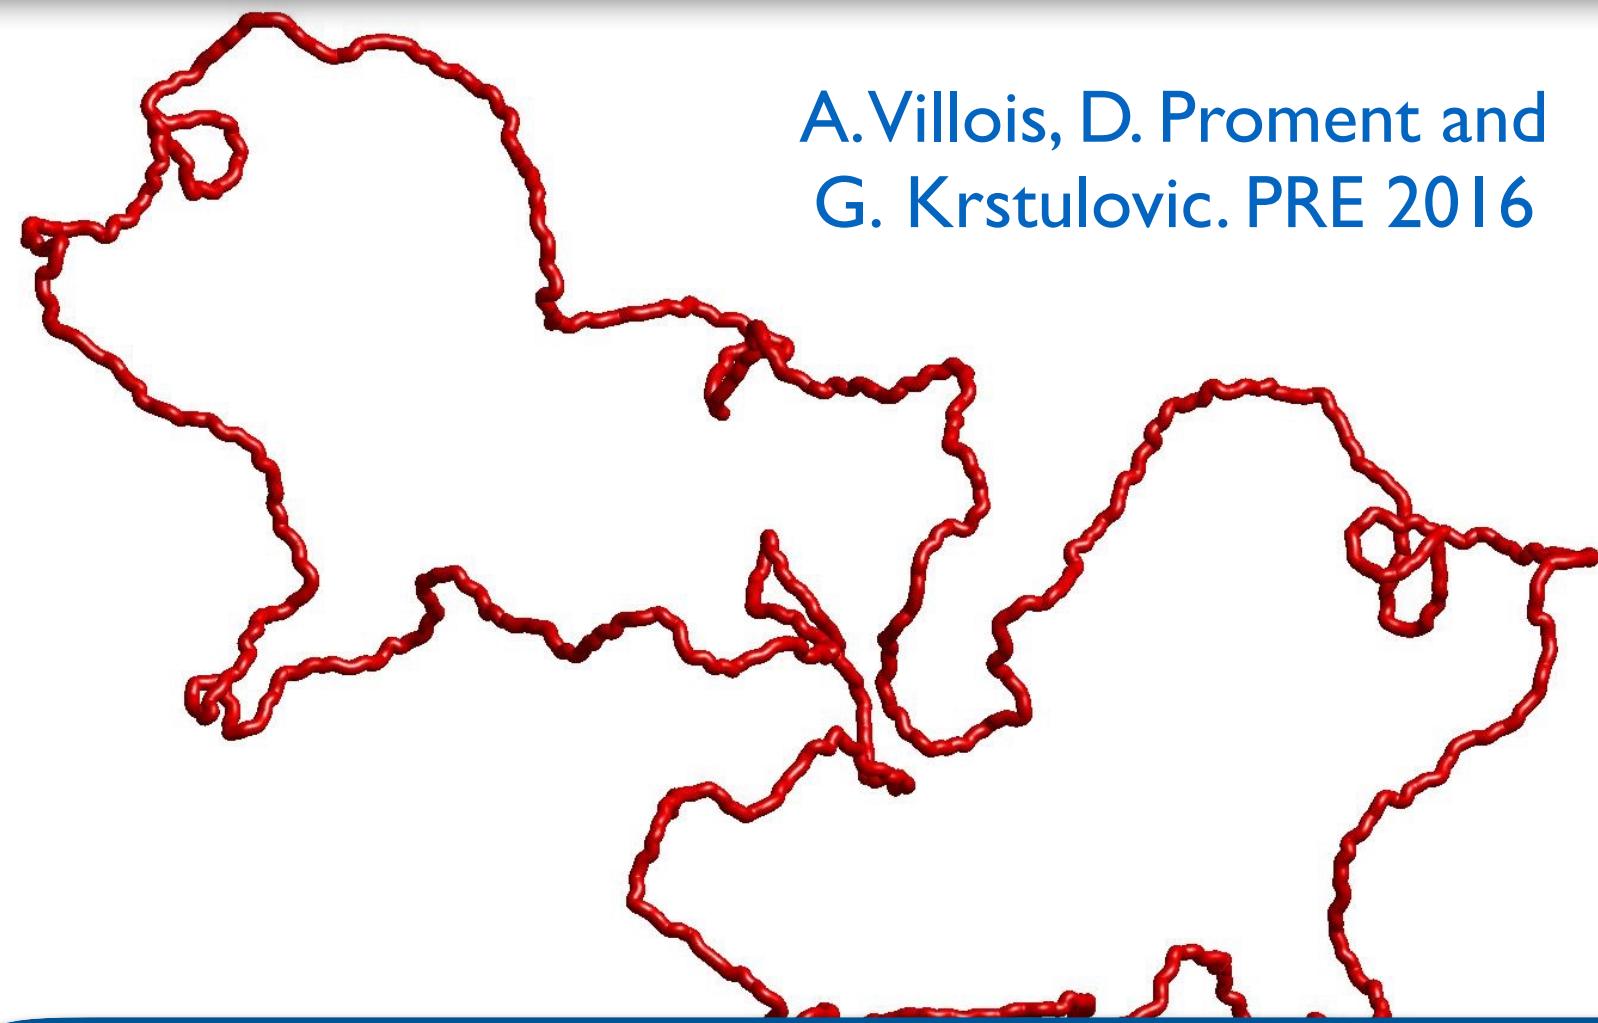 A. Villois, D. Proment and
G. Krstulovic. PRE 2016